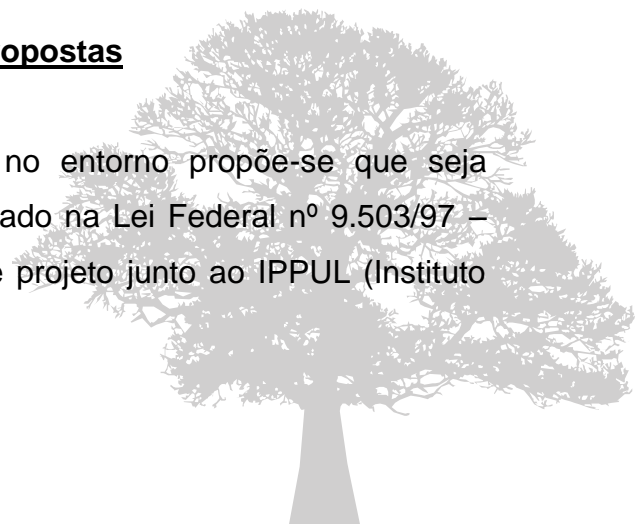 opostas
no entorno propõe-se que seja
ado na Lei Federal nº 9.503/97 –
e projeto junto ao IPPUL (Instituto